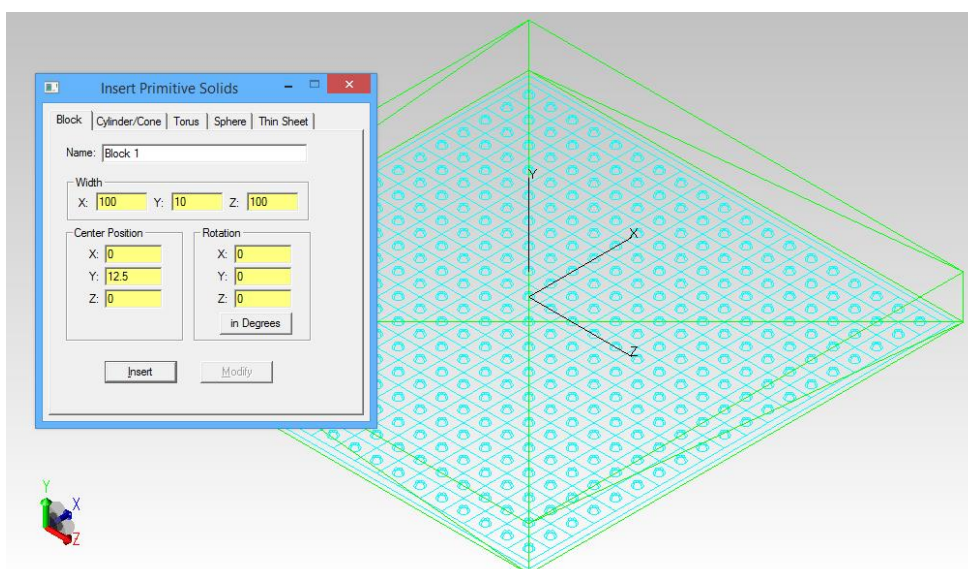 Insert Primitive Solids
Block Cylinder/Cone Torus Sphere Thin Sheet
Name: Block 1
Width
X: 100 Y: 10 Z: 100
Center Position
X: 0
Y: 12.5
Z: 0
Rotation
X: 0
Y: 0
Z: 0
in Degrees
Insert Modify
Y
X
Z
Y
X
Z